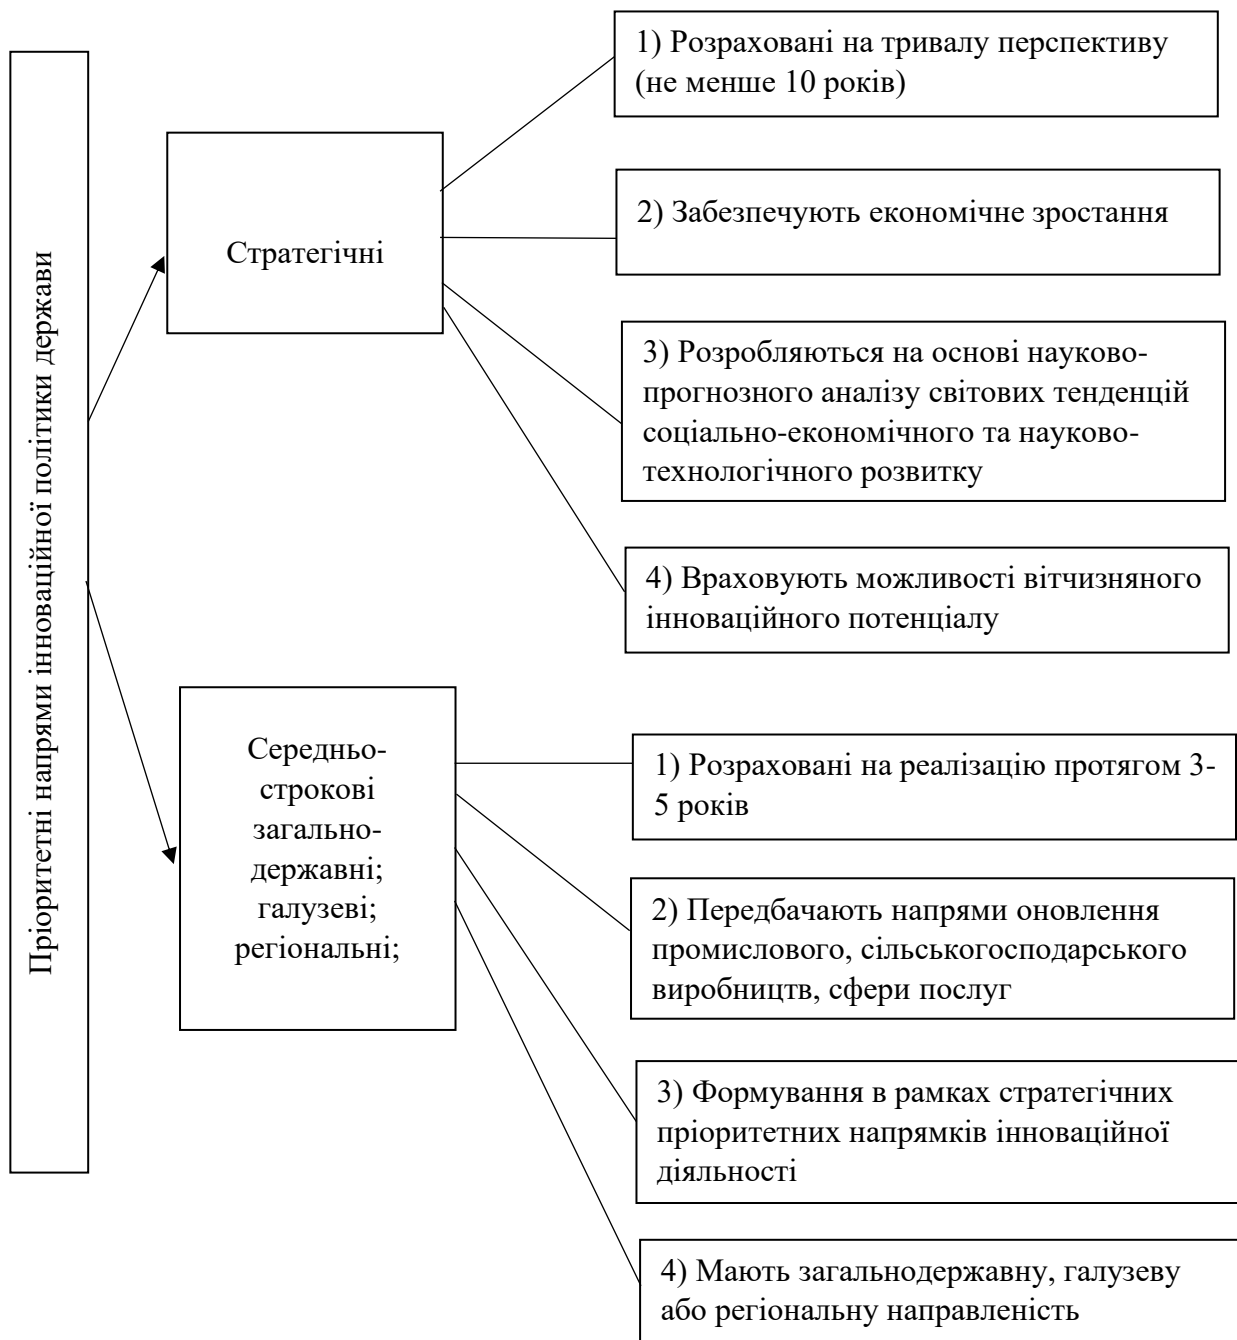 Пріоритетні напрями інноваційної політики держави
Стратегічні
1) Розраховані на тривалу перспективу
(не менше 10 років)
2) Забезпечують економічне зростання
3) Розробляються на основі науково-
прогнозного аналізу світових тенденцій
соціально-економічного та науково-
технологічного розвитку
4) Враховують можливості вітчизняного
інноваційного потенціалу
Середньо-
строкові
загально-
державні;
галузеві;
регіональні;
1) Розраховані на реалізацію протягом 3-
5 років
2) Передбачають напрями оновлення
промислового, сільськогосподарського
виробництв, сфери послуг
3) Формування в рамках стратегічних
пріоритетних напрямків інноваційної
діяльності
4) Мають загальнодержавну, галузеву
або регіональну направленість